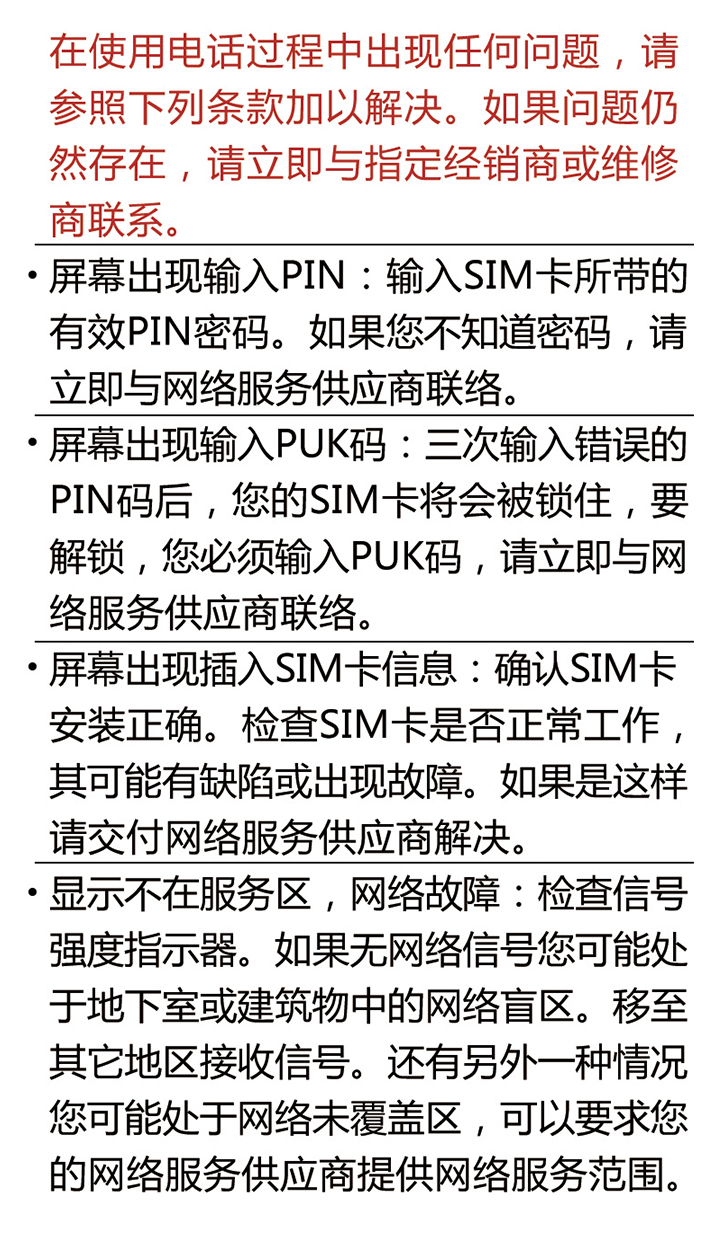 在使用电话过程中出现任何问题，请
参照下列条款加以解决。如果问题仍
然存在，请立即与指定经销商或维修
商联系。
•屏幕出现输入PIN：输入SIM卡所带的
有效PIN密码。如果您不知道密码，请
立即与网络服务供应商联络。
•屏幕出现输入PUK码：三次输入错误的
PIN码后，您的SIM卡将会被锁住，要
解锁，您必须输入PUK码，请立即与网
络服务供应商联络。
•屏幕出现插入SIM卡信息：确认SIM卡
安装正确。检查SIM卡是否正常工作，
其可能有缺陷或出现故障。如果是这样
请交付网络服务供应商解决。
•显示不在服务区，网络故障：检查信号
强度指示器。如果无网络信号您可能处
于地下室或建筑物中的网络盲区。移至
其它地区接收信号。还有另外一种情况
您可能处于网络未覆盖区，可以要求您
的网络服务供应商提供网络服务范围。